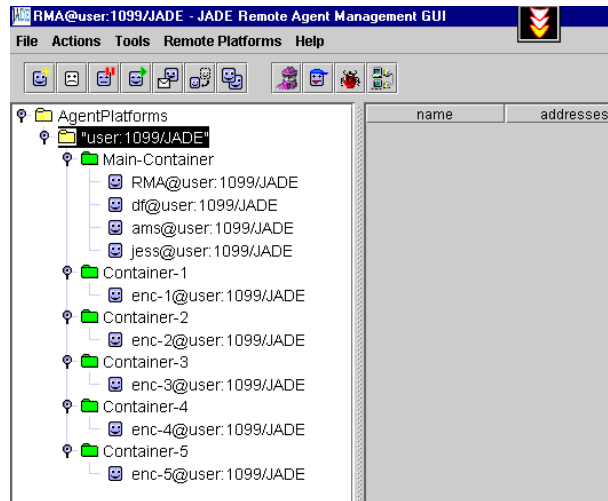 RMA@user:1099/JADE - JADE Remote Agent Management GUI
File Actions Tools Remote Platforms Help
AgentPlatforms
"user:1099/JADE"
Main-Container
RMA@user:1099/JADE
df@user:1099/JADE
ams@user:1099/JADE
jess@user:1099/JADE
Container-1
enc-1@user:1099/JADE
Container-2
enc-2@user:1099/JADE
Container-3
enc-3@user:1099/JADE
Container-4
enc-4@user:1099/JADE
Container-5
enc-5@user:1099/JADE
name addresses